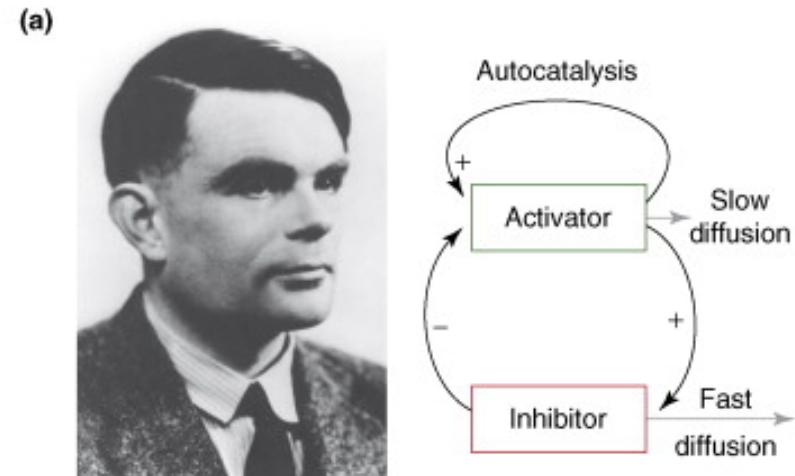 (a)
Autocatalysis
+
Activator
Slow
diffusion
–
+
Inhibitor
Fast
diffusion